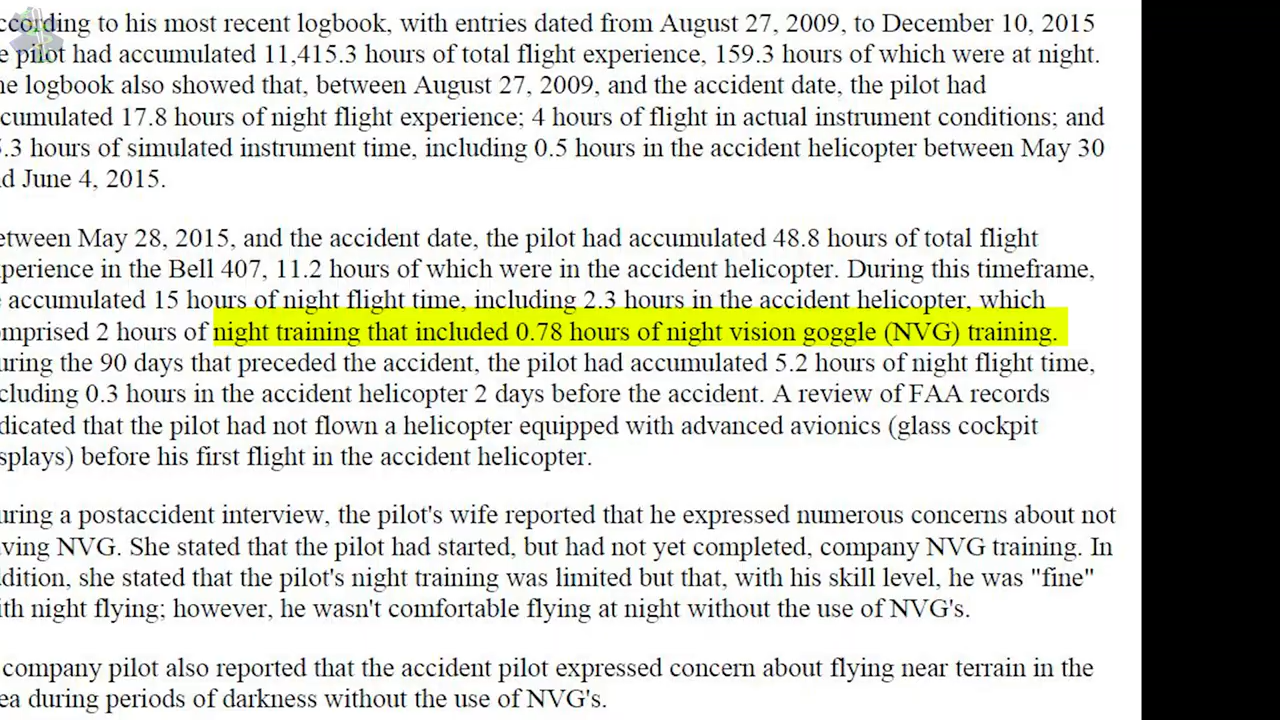 ccording to his most recent logbook, with entries dated from August 27, 2009, to December 10, 2015
e pilot had accumulated 11,415.3 hours of total flight experience, 159.3 hours of which were at night.
he logbook also showed that, between August 27, 2009, and the accident date, the pilot had
cumulated 17.8 hours of night flight experience; 4 hours of flight in actual instrument conditions; and
.3 hours of simulated instrument time, including 0.5 hours in the accident helicopter between May 30
d June 4, 2015.
etween May 28, 2015, and the accident date, the pilot had accumulated 48.8 hours of total flight
perience in the Bell 407, 11.2 hours of which were in the accident helicopter. During this timeframe,
accumulated 15 hours of night flight time, including 2.3 hours in the accident helicopter, which
omprised 2 hours of night training that included 0.78 hours of night vision goggle (NVG) training.
uring the 90 days that preceded the accident, the pilot had accumulated 5.2 hours of night flight time,
cluding 0.3 hours in the accident helicopter 2 days before the accident. A review of FAA records
dicated that the pilot had not flown a helicopter equipped with advanced avionics (glass cockpit
splays) before his first flight in the accident helicopter.
uring a postaccident interview, the pilot's wife reported that he expressed numerous concerns about not
ving NVG. She stated that the pilot had started, but had not yet completed, company NVG training. In
ddition, she stated that the pilot's night training was limited but that, with his skill level, he was "fine"
ith night flying; however, he wasn't comfortable flying at night without the use of NVG's.
company pilot also reported that the accident pilot expressed concern about flying near terrain in the
ea during periods of darkness without the use of NVG's.